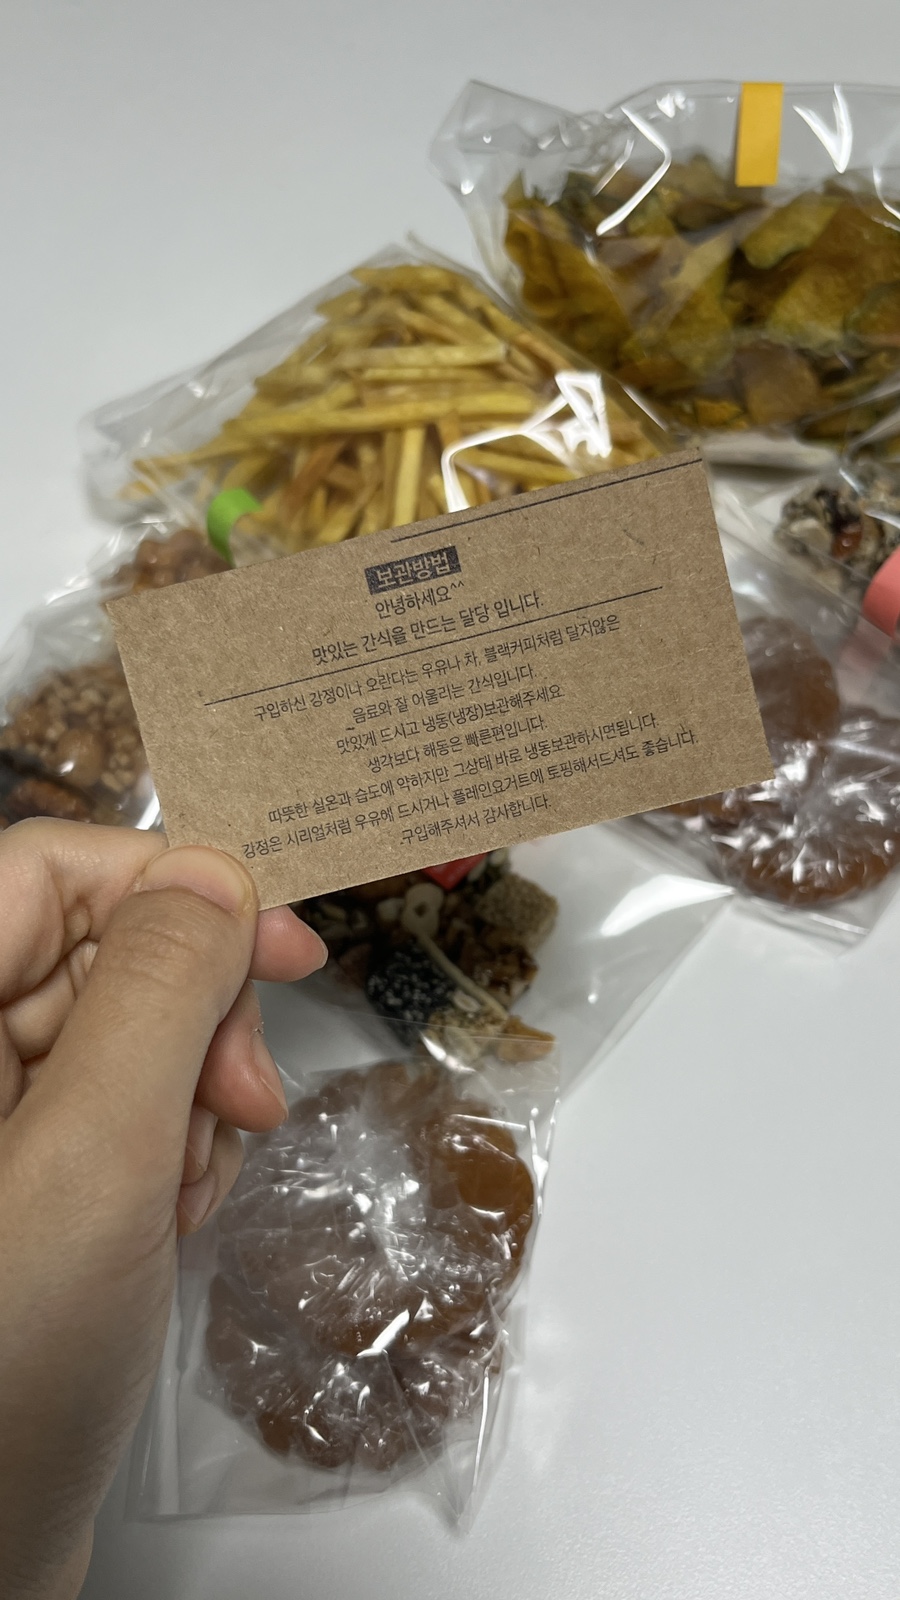 보관방법
안녕하세요^^
맛있는 간식을 만드는 달당 입니다.
구입하신 강정이나 오란다는 우유나 차, 블랙커피처럼 달지않은
음료와 잘 어울리는 간식입니다.
맛있게 드시고 냉동(냉장)보관해주세요
생각보다 해동은 빠른편입니다.
따뜻한 실온과 습도에 약하지만 그상태 바로 냉동보관하시면됩니다.
강정은 시리얼처럼 우유에 드시거나 플레인요거트에 토핑해서드셔도 좋습니다.
구입해주셔서 감사합니다.